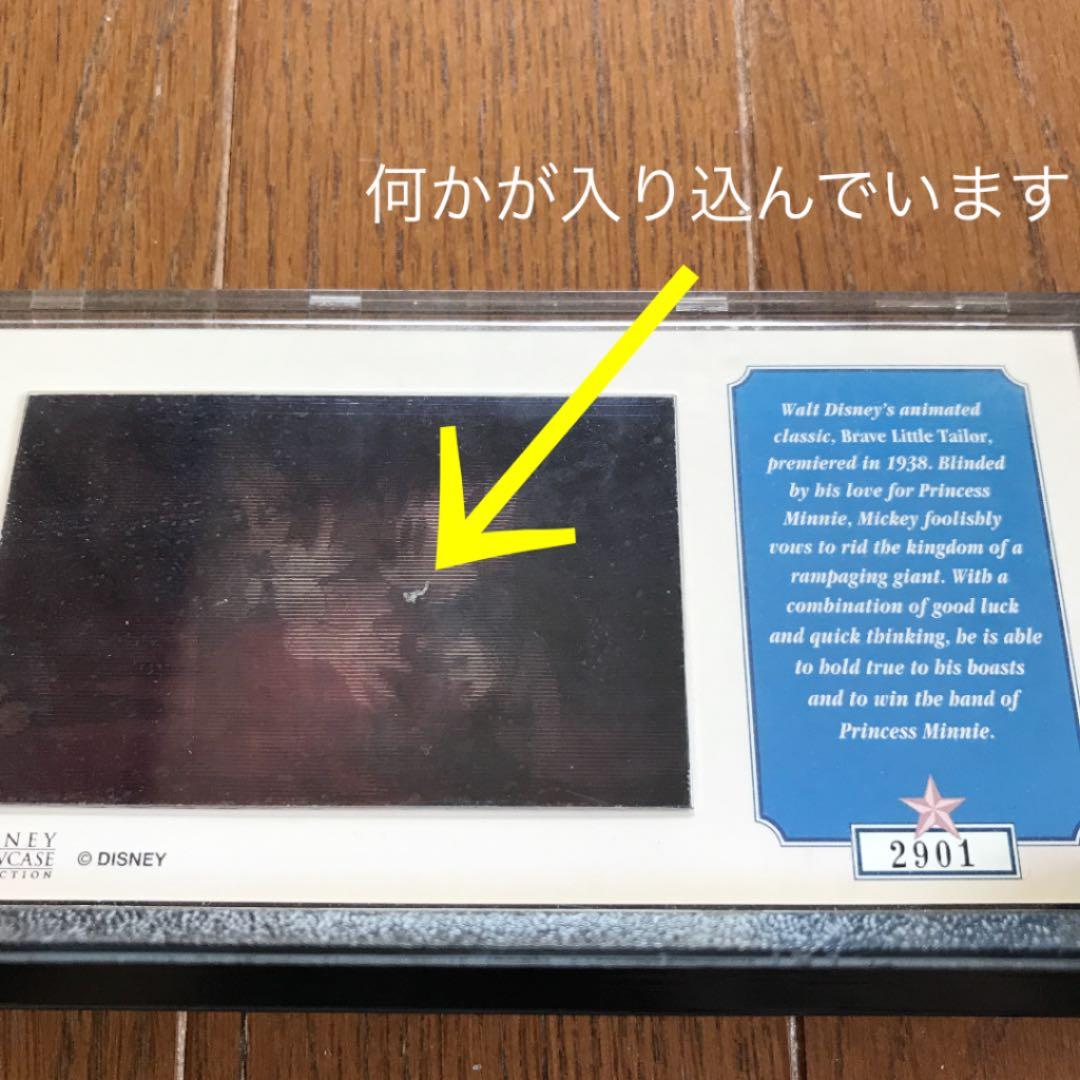 何かが入り込んでいます
Walt Disney's animated
classic, Brave Little Tailor,
premiered in 1938. Blinded
by his love for Princess
Minnie, Mickey foolishly
vows to rid the kingdom of a
rampaging giant. With a
combination of good luck
and quick thinking, he is able
to hold true to his boasts
and to win the hand of
Princess Minnie.
2901
NEY
WCASE
CTION
© DISNEY